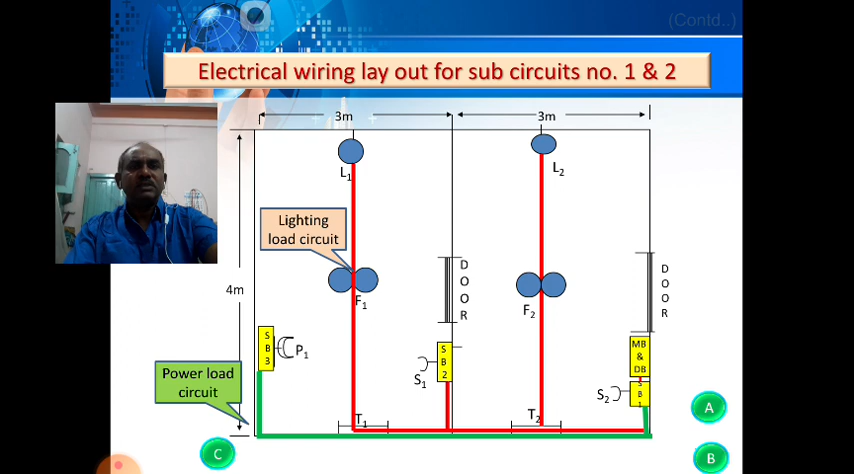 (Contd..)
Electrical wiring lay out for sub circuits no. 1 & 2
3m
3m
L1
L2
Lighting
load circuit
D
O
O
R
D
O
O
R
4m
F1
F2
S
B
3
P1
S
B
2
MB
&
DB
S1
S
B
1
S2
Power load
circuit
T1
T2
A
B
C